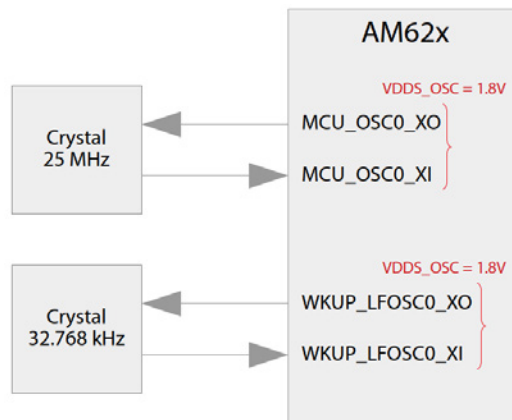 AM62x
VDDS_OSC = 1.8V
Crystal
25 MHz
MCU_OSC0_XO
MCU_OSC0_XI
VDDS_OSC = 1.8V
Crystal
32.768 kHz
WKUP_LFOSC0_XO
WKUP_LFOSC0_XI